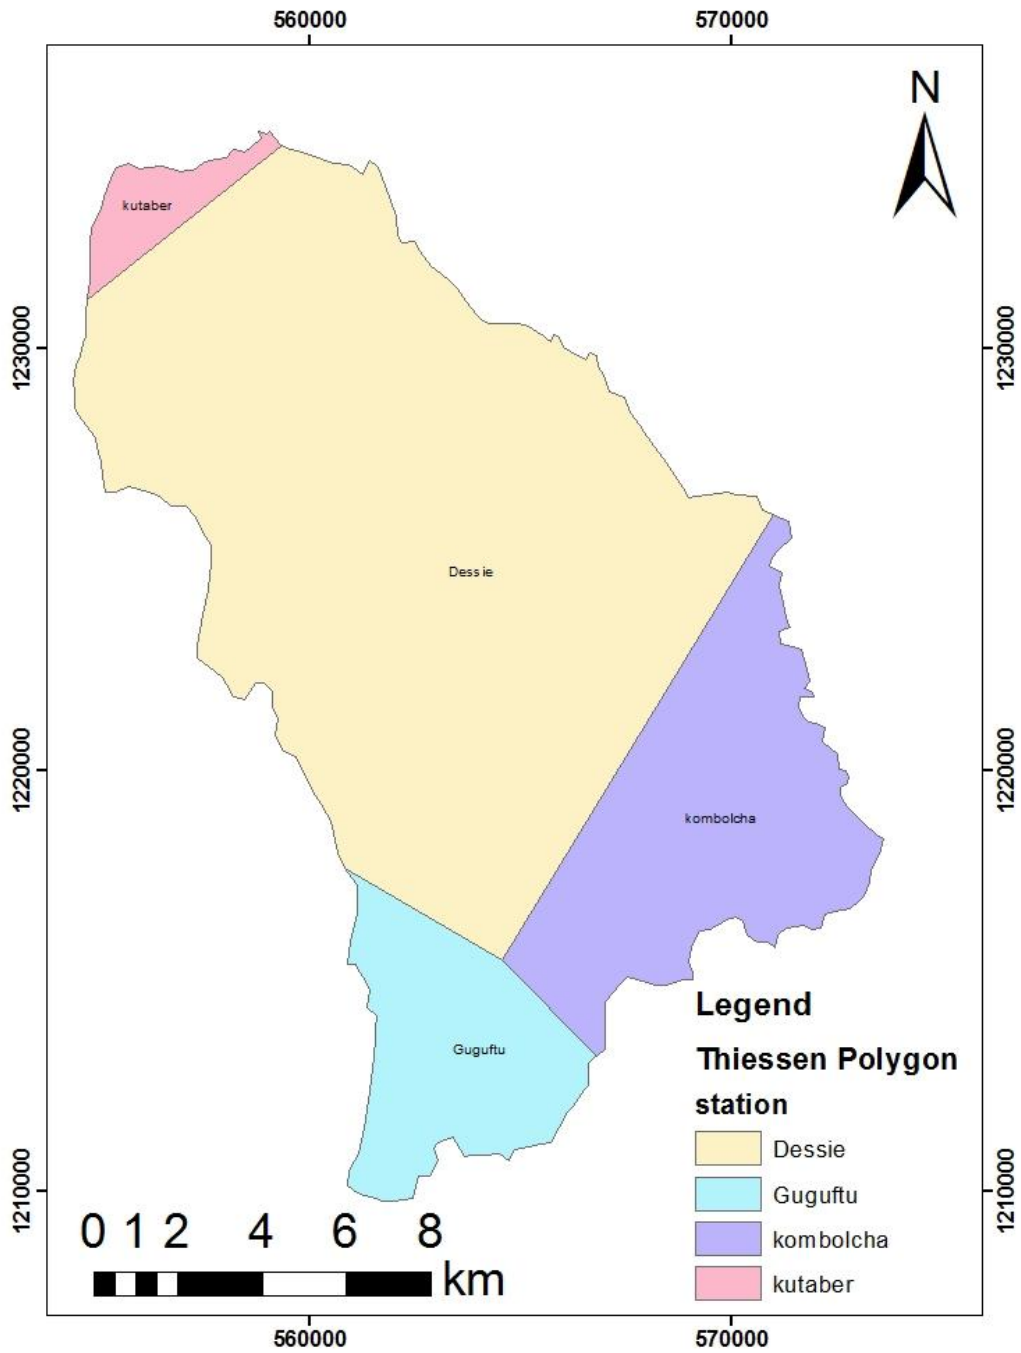 560000 570000
N
kutaber
1230000 1230000
Dessie
1220000 1220000
kombolcha
Guguftu
Legend
Thiessen Polygon
station
Dessie
Guguftu
kombolcha
kutaber
1210000 1210000
0 1 2 4 6 8
km
560000 570000